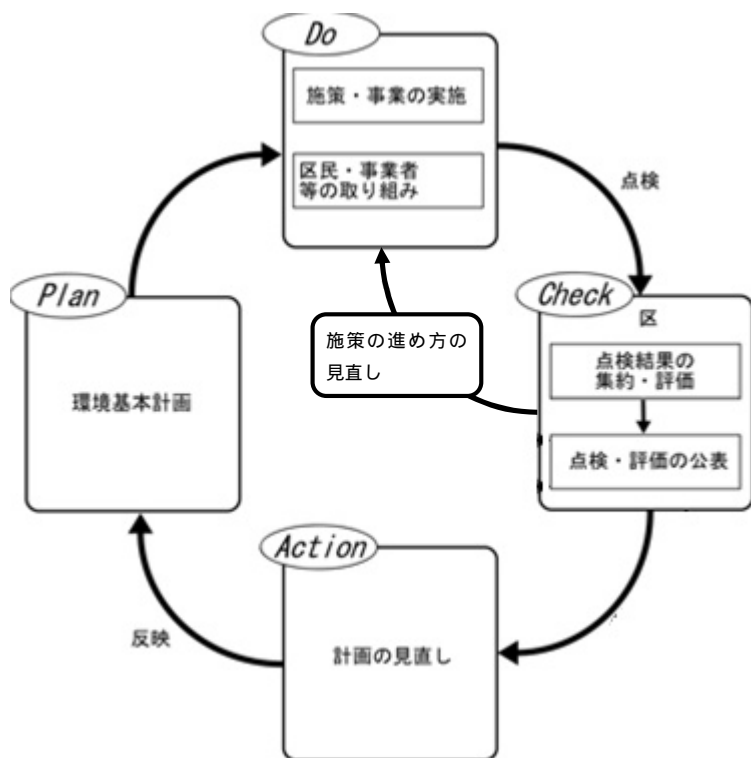 Do
施策・事業の実施
区民・事業者
等の取り組み
点検
Plan
環境基本計画
Check
区
点検結果の
集約・評価
点検・評価の公表
施策の進め方の
見直し
Action
計画の見直し
反映